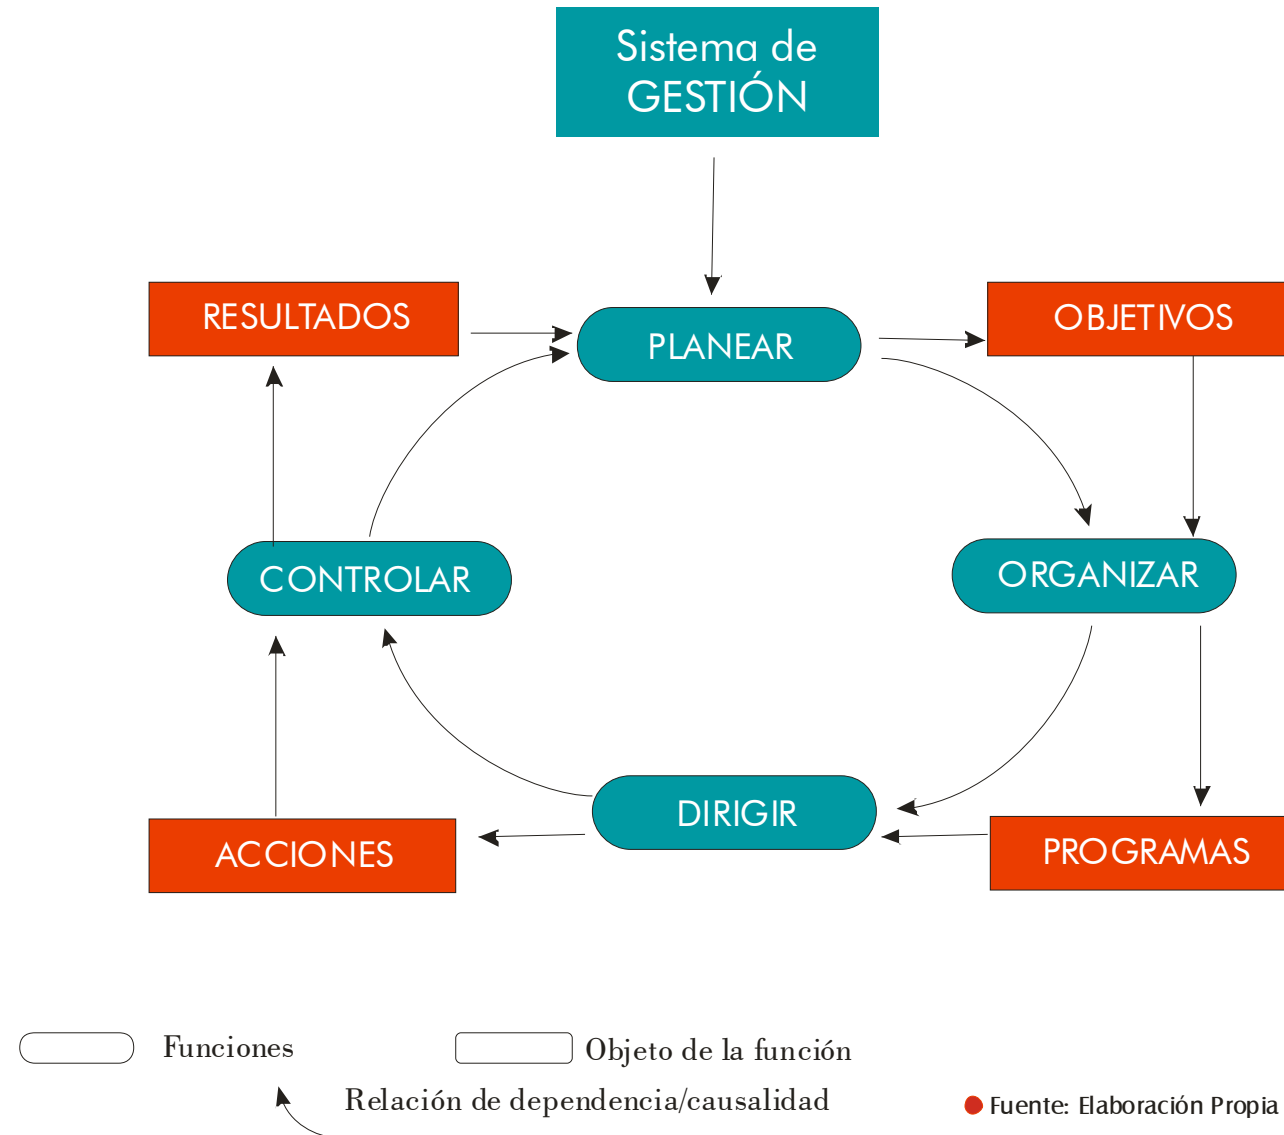 Sistema de
GESTIÓN
RESULTADOS
OBJETIVOS
PLANEAR
CONTROLAR
ORGANIZAR
DIRIGIR
ACCIONES
PROGRAMAS
Funciones
Objeto de la función
Relación de dependencia/causalidad
Fuente: Elaboración Propia